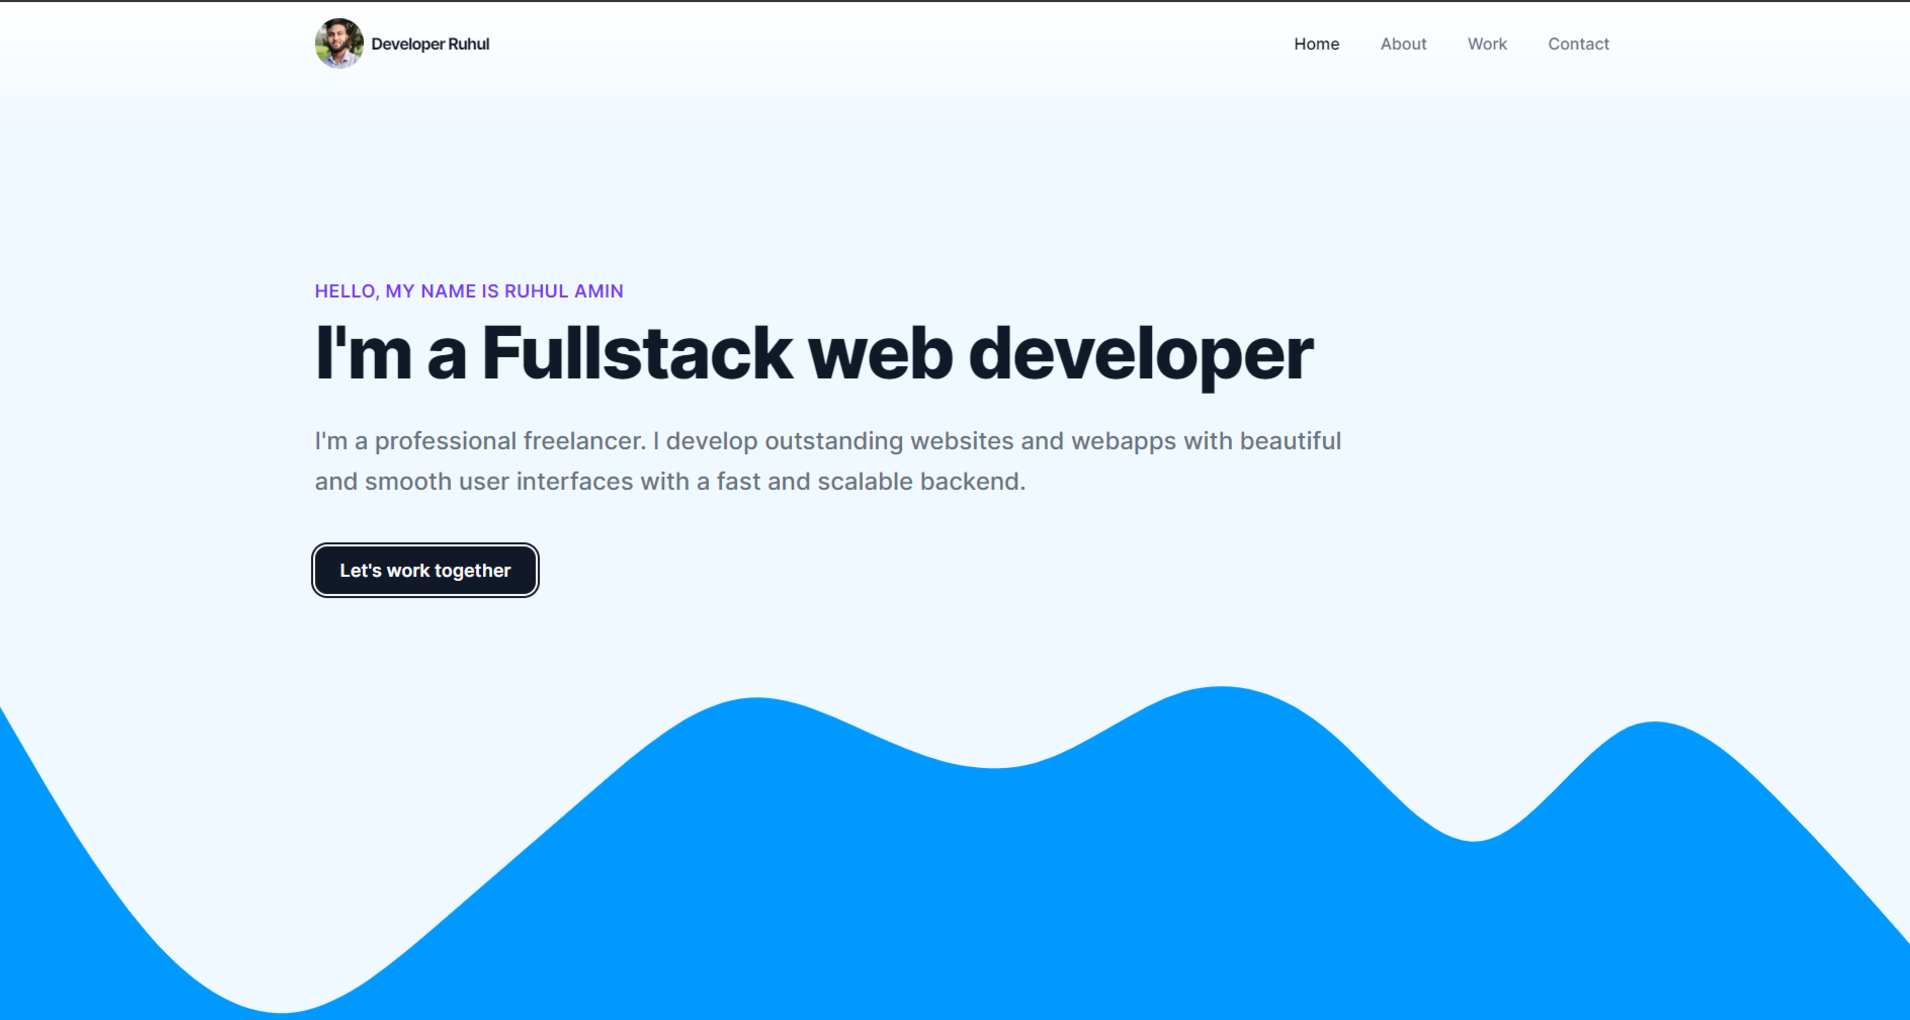 Developer Ruhul
Home About Work Contact
HELLO, MY NAME IS RUHUL AMIN
I'm a Fullstack web developer
I'm a professional freelancer. I develop outstanding websites and webapps with beautiful
and smooth user interfaces with a fast and scalable backend.
Let's work together